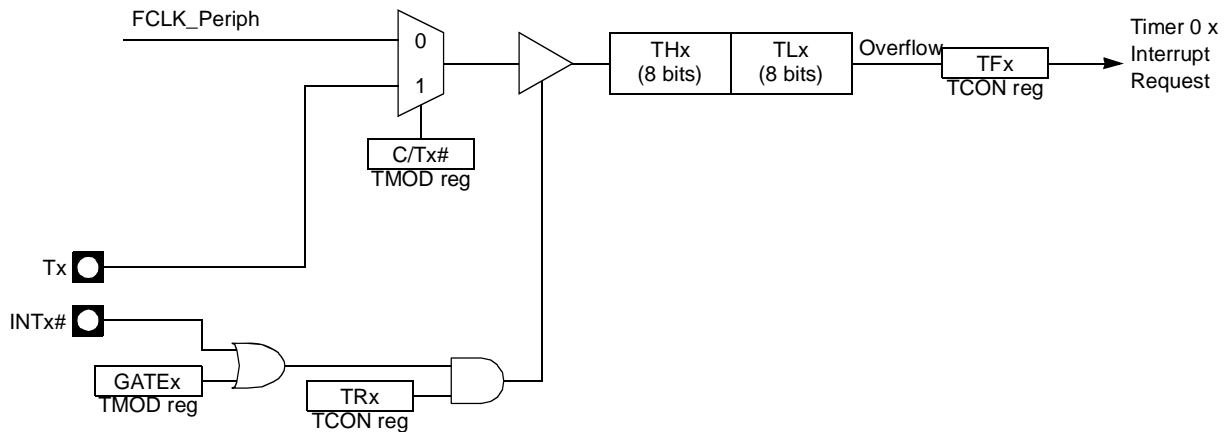 FCLK_Periph
0
1
THx
(8 bits)
TLx
(8 bits)
Overflow
TFx
TCON reg
Timer 0 x
Interrupt
Request
C/Tx#
TMOD reg
Tx
INTx#
GATEx
TMOD reg
TRx
TCON reg